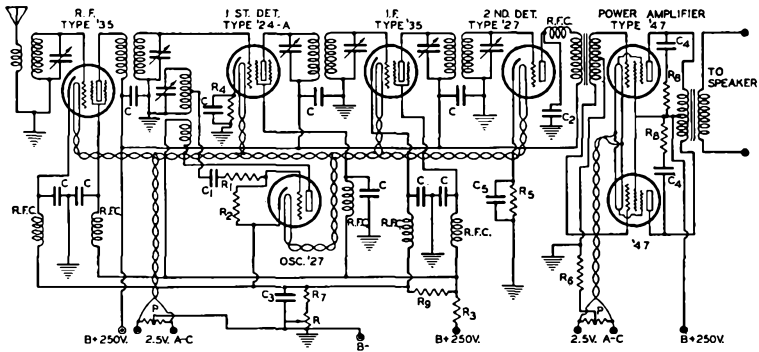 R.F.
TYPE '35
1 ST. DET.
TYPE '24-A
I.F.
TYPE '35
2 ND. DET.
TYPE '27
R.F.C.
POWER AMPLIFIER
TYPE '47
C4
R8
TO
SPEAKER
R4
C
C
C
C
C
C2
R8
C4
R.F.C.
C
C
R.F.C
C1
R1
R2
OSC. '27
R.F.C.
C
R.F.C.
C
C
R.F.C.
C5
R5
'47
R6
C3
R7
R
R9
R3
P
P
B+250V.
2.5V. A-C
B-
B+250V.
2.5V. A-C
B+250V.